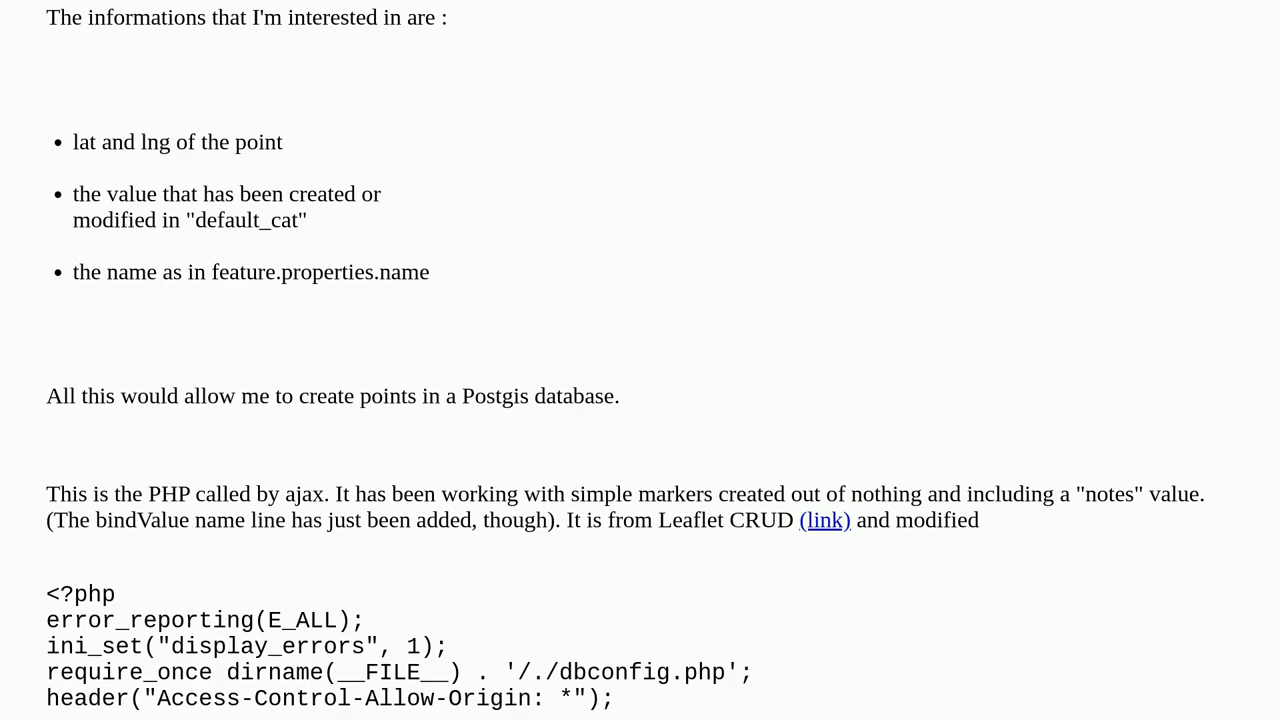 The informations that I'm interested in are :
• lat and lng of the point
• the value that has been created or
modified in "default_cat"
• the name as in feature.properties.name
All this would allow me to create points in a Postgis database.
This is the PHP called by ajax. It has been working with simple markers created out of nothing and including a "notes" value.
(The bindValue name line has just been added, though). It is from Leaflet CRUD (link) and modified
<?php
error_reporting(E_ALL);
ini_set("display_errors", 1);
require_once dirname(__FILE__) . '/./dbconfig.php';
header("Access-Control-Allow-Origin: *");